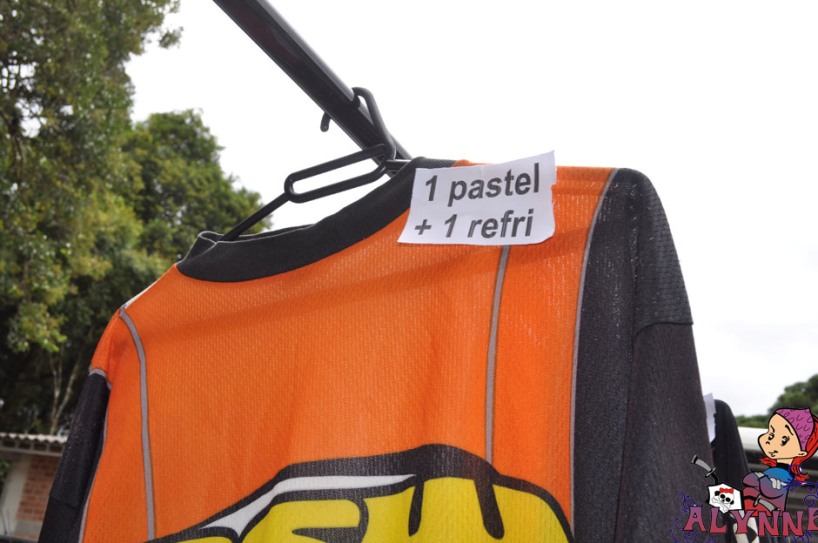 1 pastel
+ 1 refri
ALYNNE